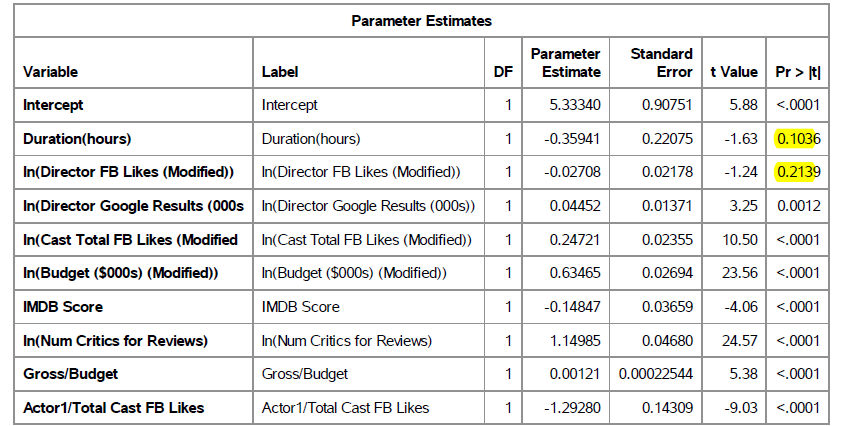 Parameter Estimates
Variable Label DF Parameter Estimate Standard Error t Value Pr > |t|
Intercept Intercept 1 5.33340 0.90751 5.88 <.0001
Duration(hours) Duration(hours) 1 -0.35941 0.22075 -1.63 0.1036
ln(Director FB Likes (Modified)) ln(Director FB Likes (Modified)) 1 -0.02708 0.02178 -1.24 0.2139
ln(Director Google Results (000s ln(Director Google Results (000s)) 1 0.04452 0.01371 3.25 0.0012
ln(Cast Total FB Likes (Modified ln(Cast Total FB Likes (Modified)) 1 0.24721 0.02355 10.50 <.0001
ln(Budget ($000s) (Modified)) ln(Budget ($000s) (Modified)) 1 0.63465 0.02694 23.56 <.0001
IMDB Score IMDB Score 1 -0.14847 0.03659 -4.06 <.0001
ln(Num Critics for Reviews) ln(Num Critics for Reviews) 1 1.14985 0.04680 24.57 <.0001
Gross/Budget Gross/Budget 1 0.00121 0.00022544 5.38 <.0001
Actor1/Total Cast FB Likes Actor1/Total Cast FB Likes 1 -1.29280 0.14309 -9.03 <.0001